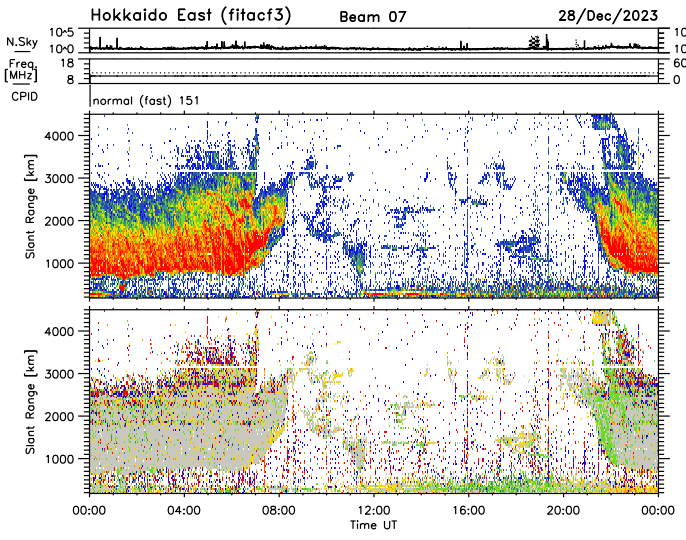 Hokkaido East (fitacf3) Beam 07 28/Dec/2023
N.Sky 10^5 10^0 10 10
Freq. [MHz] 18 8 60 0
CPID normal (fast) 151
Slant Range [km] 4000 3000 2000 1000
Slant Range [km] 4000 3000 2000 1000
00:00 04:00 08:00 12:00 16:00 20:00 00:00
Time UT